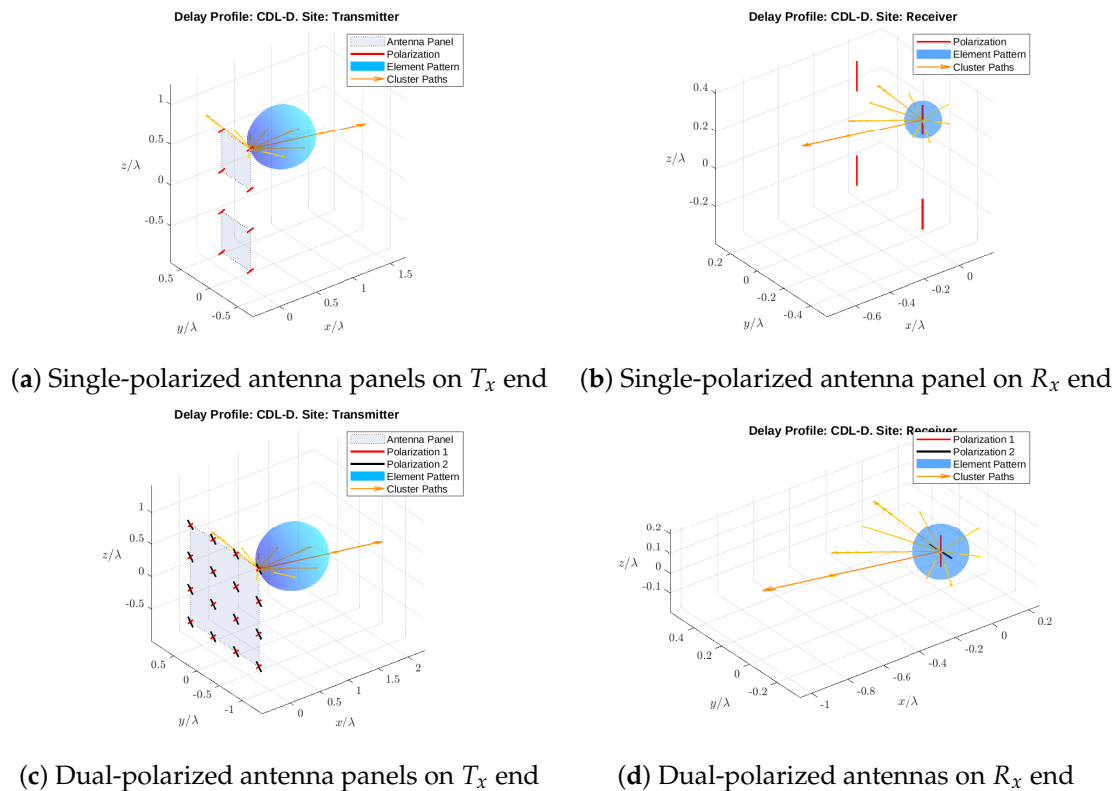 Delay Profile: CDL-D. Site: Transmitter
Antenna Panel
Polarization
Element Pattern
Cluster Paths
1
0.5
z/λ
0
-0.5
0.5
0
-0.5
y/λ
0
0.5
1
1.5
x/λ
Delay Profile: CDL-D. Site: Receiver
Polarization
Element Pattern
Cluster Paths
0.4
0.2
z/λ
0
-0.2
0.2
0
-0.2
-0.4
y/λ
-0.6
-0.4
-0.2
0
x/λ
(a) Single-polarized antenna panels on Tx end
(b) Single-polarized antenna panel on Rx end
Delay Profile: CDL-D. Site: Transmitter
Antenna Panel
Polarization 1
Polarization 2
Element Pattern
Cluster Paths
1
0.5
z/λ
0
-0.5
0.5
0
-0.5
-1
y/λ
0
0.5
1
1.5
2
x/λ
Delay Profile: CDL-D. Site: Receiver
Polarization 1
Polarization 2
Element Pattern
Cluster Paths
0.2
0.1
z/λ
0
-0.1
0.4
0.2
0
-0.2
y/λ
-1
-0.8
-0.6
-0.4
-0.2
0
0.2
x/λ
(c) Dual-polarized antenna panels on Tx end
(d) Dual-polarized antennas on Rx end